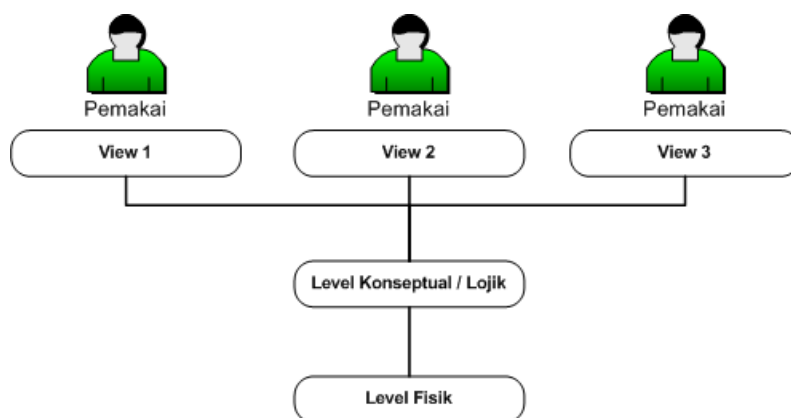 Pemakai
Pemakai
Pemakai
View 1
View 2
View 3
Level Konseptual / Lojik
Level Fisik